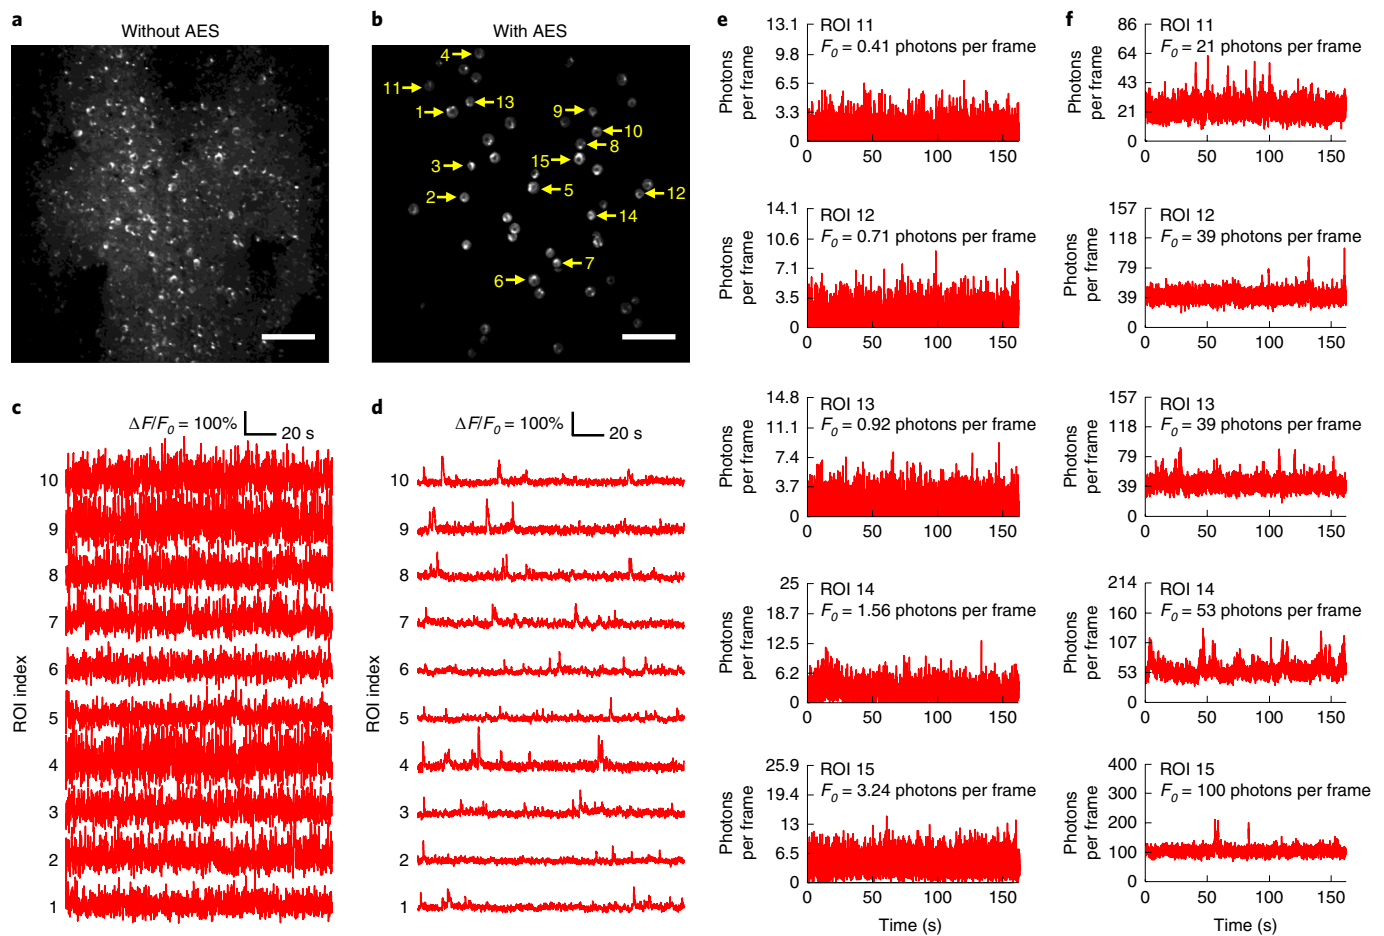 a
Without AES
b
With AES
4
11
13
1
9
10
8
3
15
2
5
12
14
7
6
c
ΔF/F0 = 100%
20 s
10
9
8
7
6
5
4
3
2
1
ROI index
d
ΔF/F0 = 100%
20 s
10
9
8
7
6
5
4
3
2
1
ROI index
e
ROI 11
F0 = 0.41 photons per frame
Photons
per frame
13.1
9.8
6.5
3.3
0
0 50 100 150
ROI 12
F0 = 0.71 photons per frame
Photons
per frame
14.1
10.6
7.1
3.5
0
0 50 100 150
ROI 13
F0 = 0.92 photons per frame
Photons
per frame
14.8
11.1
7.4
3.7
0
0 50 100 150
ROI 14
F0 = 1.56 photons per frame
Photons
per frame
25
18.7
12.5
6.2
0
0 50 100 150
ROI 15
F0 = 3.24 photons per frame
Photons
per frame
25.9
19.4
13
6.5
0
0 50 100 150
Time (s)
f
ROI 11
F0 = 21 photons per frame
Photons
per frame
86
64
43
21
0
0 50 100 150
ROI 12
F0 = 39 photons per frame
Photons
per frame
157
118
79
39
0
0 50 100 150
ROI 13
F0 = 39 photons per frame
Photons
per frame
157
118
79
39
0
0 50 100 150
ROI 14
F0 = 53 photons per frame
Photons
per frame
214
160
107
53
0
0 50 100 150
ROI 15
F0 = 100 photons per frame
Photons
per frame
400
300
200
100
0
0 50 100 150
Time (s)